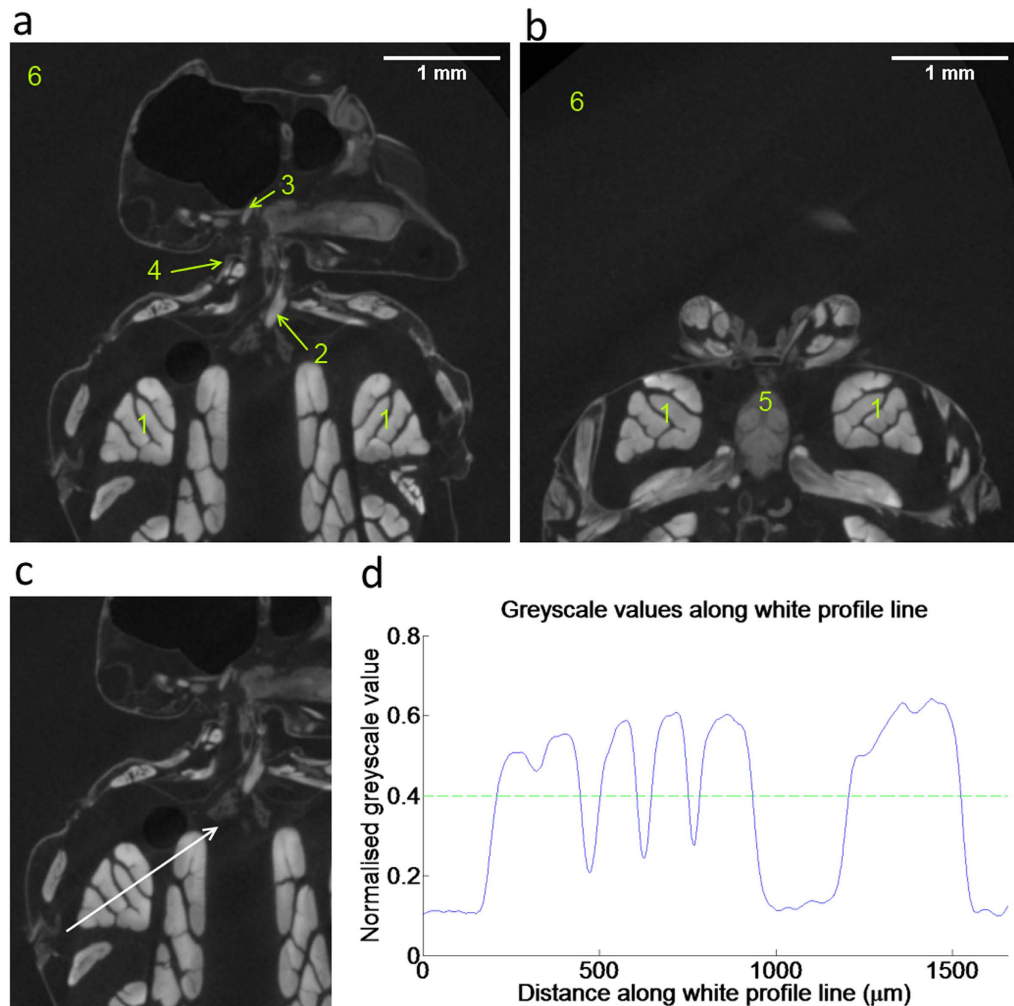 a
6
1 mm
3
4
2
1
1
b
6
1 mm
5
1
1
c
d
Greyscale values along white profile line
Normalised greyscale value
0.8
0.6
0.4
0.2
0
0
500
1000
1500
Distance along white profile line (μm)